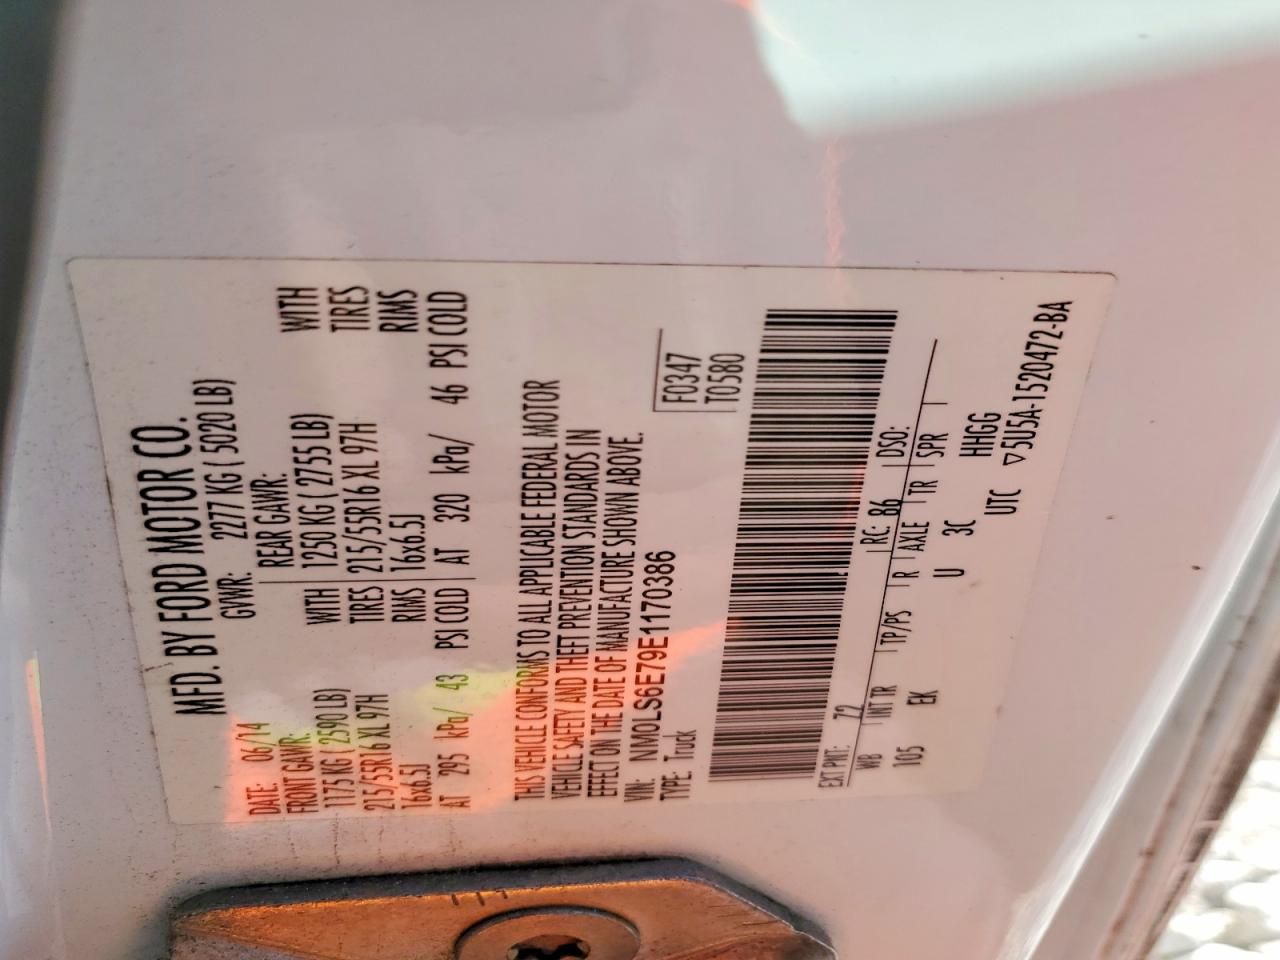 MFD. BY FORD MOTOR CO.
DATE: 06/14 GVWR: 2277 KG ( 5020 LB)
FRONT GAWR: REAR GAWR:
1175 KG ( 2590 LB) WITH 1250 KG ( 2755 LB) WITH
215/55R16 XL 97H TIRES 215/55R16 XL 97H TIRES
16x6.5J RIMS 16x6.5J RIMS
AT 295 kPa/ 43 PSI COLD AT 320 kPa/ 46 PSI COLD
THIS VEHICLE CONFORMS TO ALL APPLICABLE FEDERAL MOTOR
VEHICLE SAFETY AND THEFT PREVENTION STANDARDS IN
EFFECT ON THE DATE OF MANUFACTURE SHOWN ABOVE.
VIN: NM0LS6E79E1170386
TYPE: Truck
F0347
T0580
EXT PNT: 72 RC: 86 DSO:
WB INT TR TP/PS R AXLE TR SPR
105 EK U 3C HHGG
UTC ▽5U5A-1520472-BA